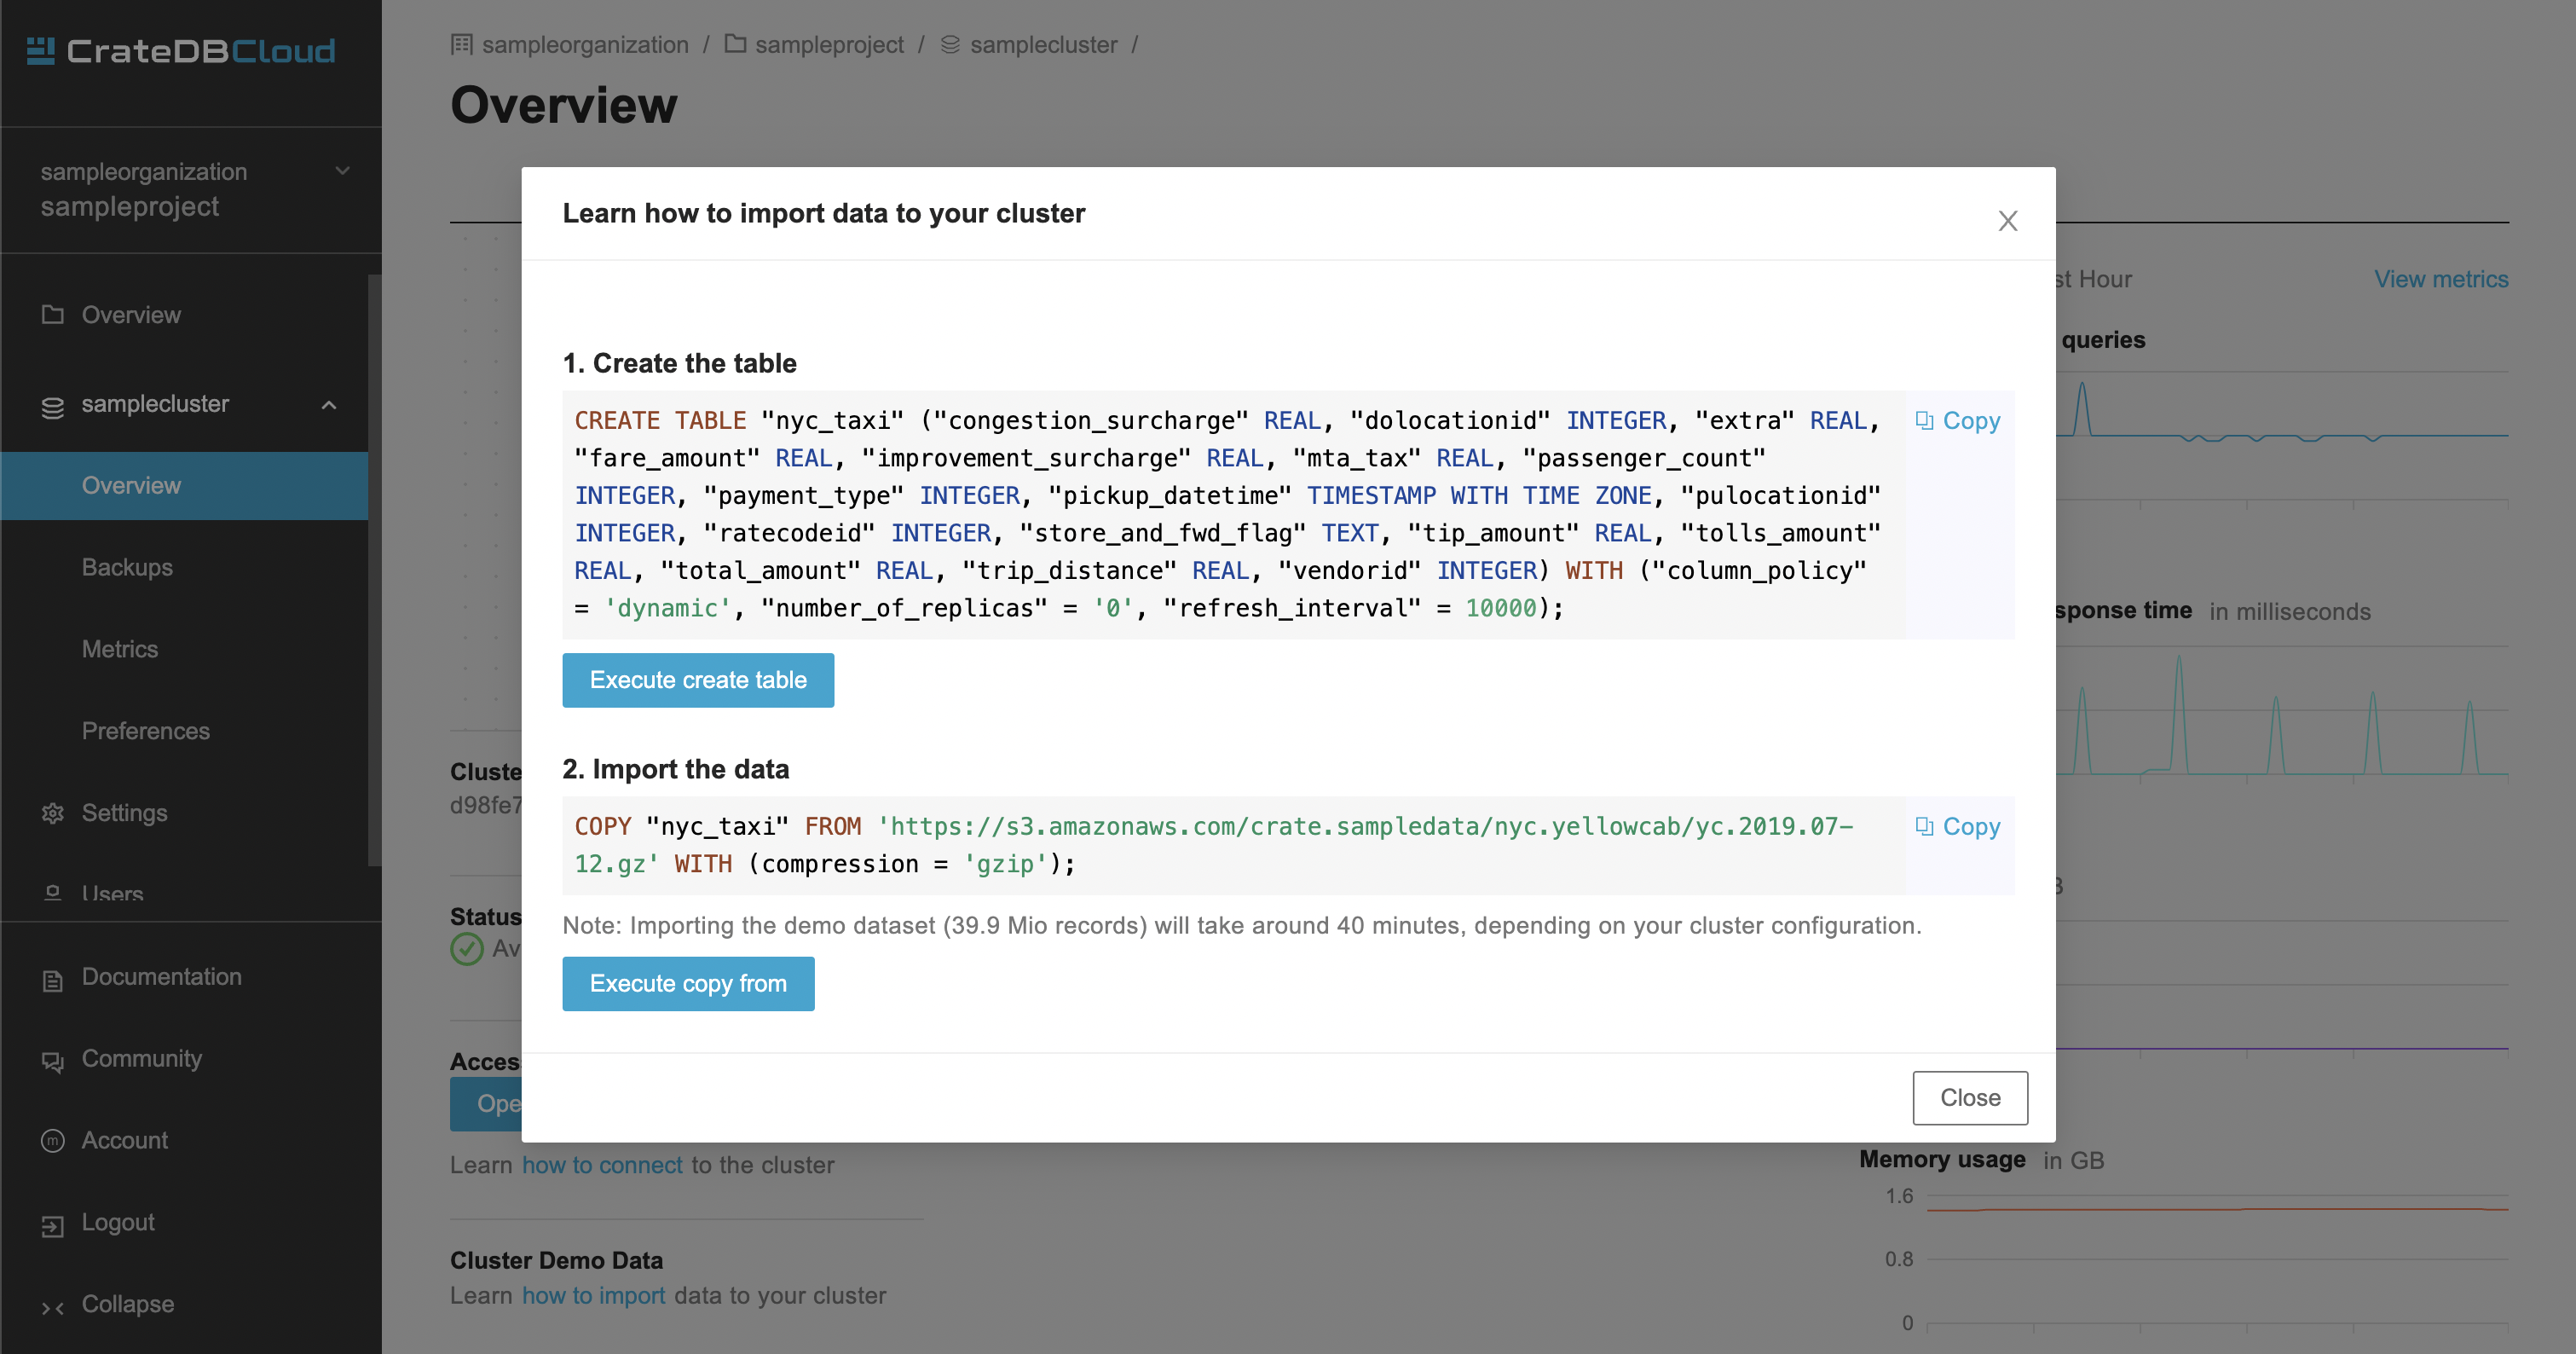 CrateDBCloud
sampleorganization
sampleproject
Overview
samplecluster
Overview
Backups
Metrics
Preferences
Settings
Users
Documentation
Community
Account
Logout
Collapse
sampleorganization / sampleproject / samplecluster /
Overview
Learn how to import data to your cluster
1. Create the table
CREATE TABLE "nyc_taxi" ("congestion_surcharge" REAL, "dolocationid" INTEGER, "extra" REAL,
"fare_amount" REAL, "improvement_surcharge" REAL, "mta_tax" REAL, "passenger_count"
INTEGER, "payment_type" INTEGER, "pickup_datetime" TIMESTAMP WITH TIME ZONE, "pulocationid"
INTEGER, "ratecodeid" INTEGER, "store_and_fwd_flag" TEXT, "tip_amount" REAL, "tolls_amount"
REAL, "total_amount" REAL, "trip_distance" REAL, "vendorid" INTEGER) WITH ("column_policy"
= 'dynamic', "number_of_replicas" = '0', "refresh_interval" = 10000);
Copy
Execute create table
2. Import the data
COPY "nyc_taxi" FROM 'https://s3.amazonaws.com/crate.sampledata/nyc.yellowcab/yc.2019.07-
12.gz' WITH (compression = 'gzip');
Copy
Note: Importing the demo dataset (39.9 Mio records) will take around 40 minutes, depending on your cluster configuration.
Execute copy from
Close
st Hour
View metrics
queries
sponse time in milliseconds
Cluste
d98fe7
Status
Av
Acces
Ope
Learn how to connect to the cluster
Cluster Demo Data
Learn how to import data to your cluster
Memory usage in GB
1.6
0.8
0